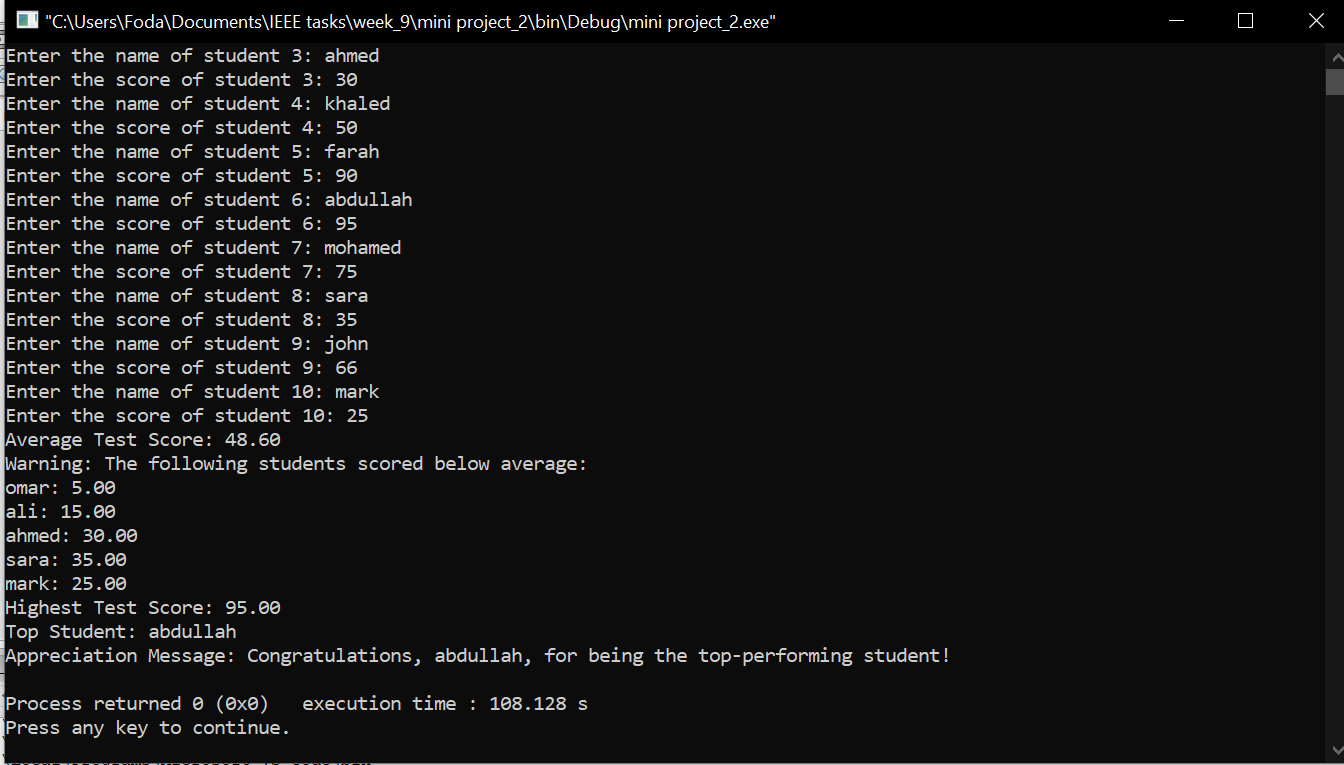 "C:\Users\Foda\Documents\IEEE tasks\week_9\mini project_2\bin\Debug\mini project_2.exe"
Enter the name of student 3: ahmed
Enter the score of student 3: 30
Enter the name of student 4: khaled
Enter the score of student 4: 50
Enter the name of student 5: farah
Enter the score of student 5: 90
Enter the name of student 6: abdullah
Enter the score of student 6: 95
Enter the name of student 7: mohamed
Enter the score of student 7: 75
Enter the name of student 8: sara
Enter the score of student 8: 35
Enter the name of student 9: john
Enter the score of student 9: 66
Enter the name of student 10: mark
Enter the score of student 10: 25
Average Test Score: 48.60
Warning: The following students scored below average:
omar: 5.00
ali: 15.00
ahmed: 30.00
sara: 35.00
mark: 25.00
Highest Test Score: 95.00
Top Student: abdullah
Appreciation Message: Congratulations, abdullah, for being the top-performing student!
Process returned 0 (0x0)   execution time : 108.128 s
Press any key to continue.